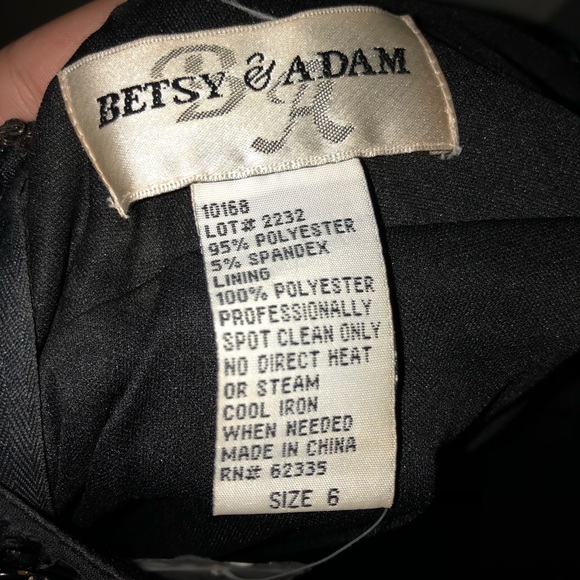 BA
BETSY & ADAM
10168
LOT# 2232
95% POLYESTER
5% SPANDEX
LINING
100% POLYESTER
PROFESSIONALLY
SPOT CLEAN ONLY
NO DIRECT HEAT
OR STEAM
COOL IRON
WHEN NEEDED
MADE IN CHINA
RN# 62335
SIZE 6